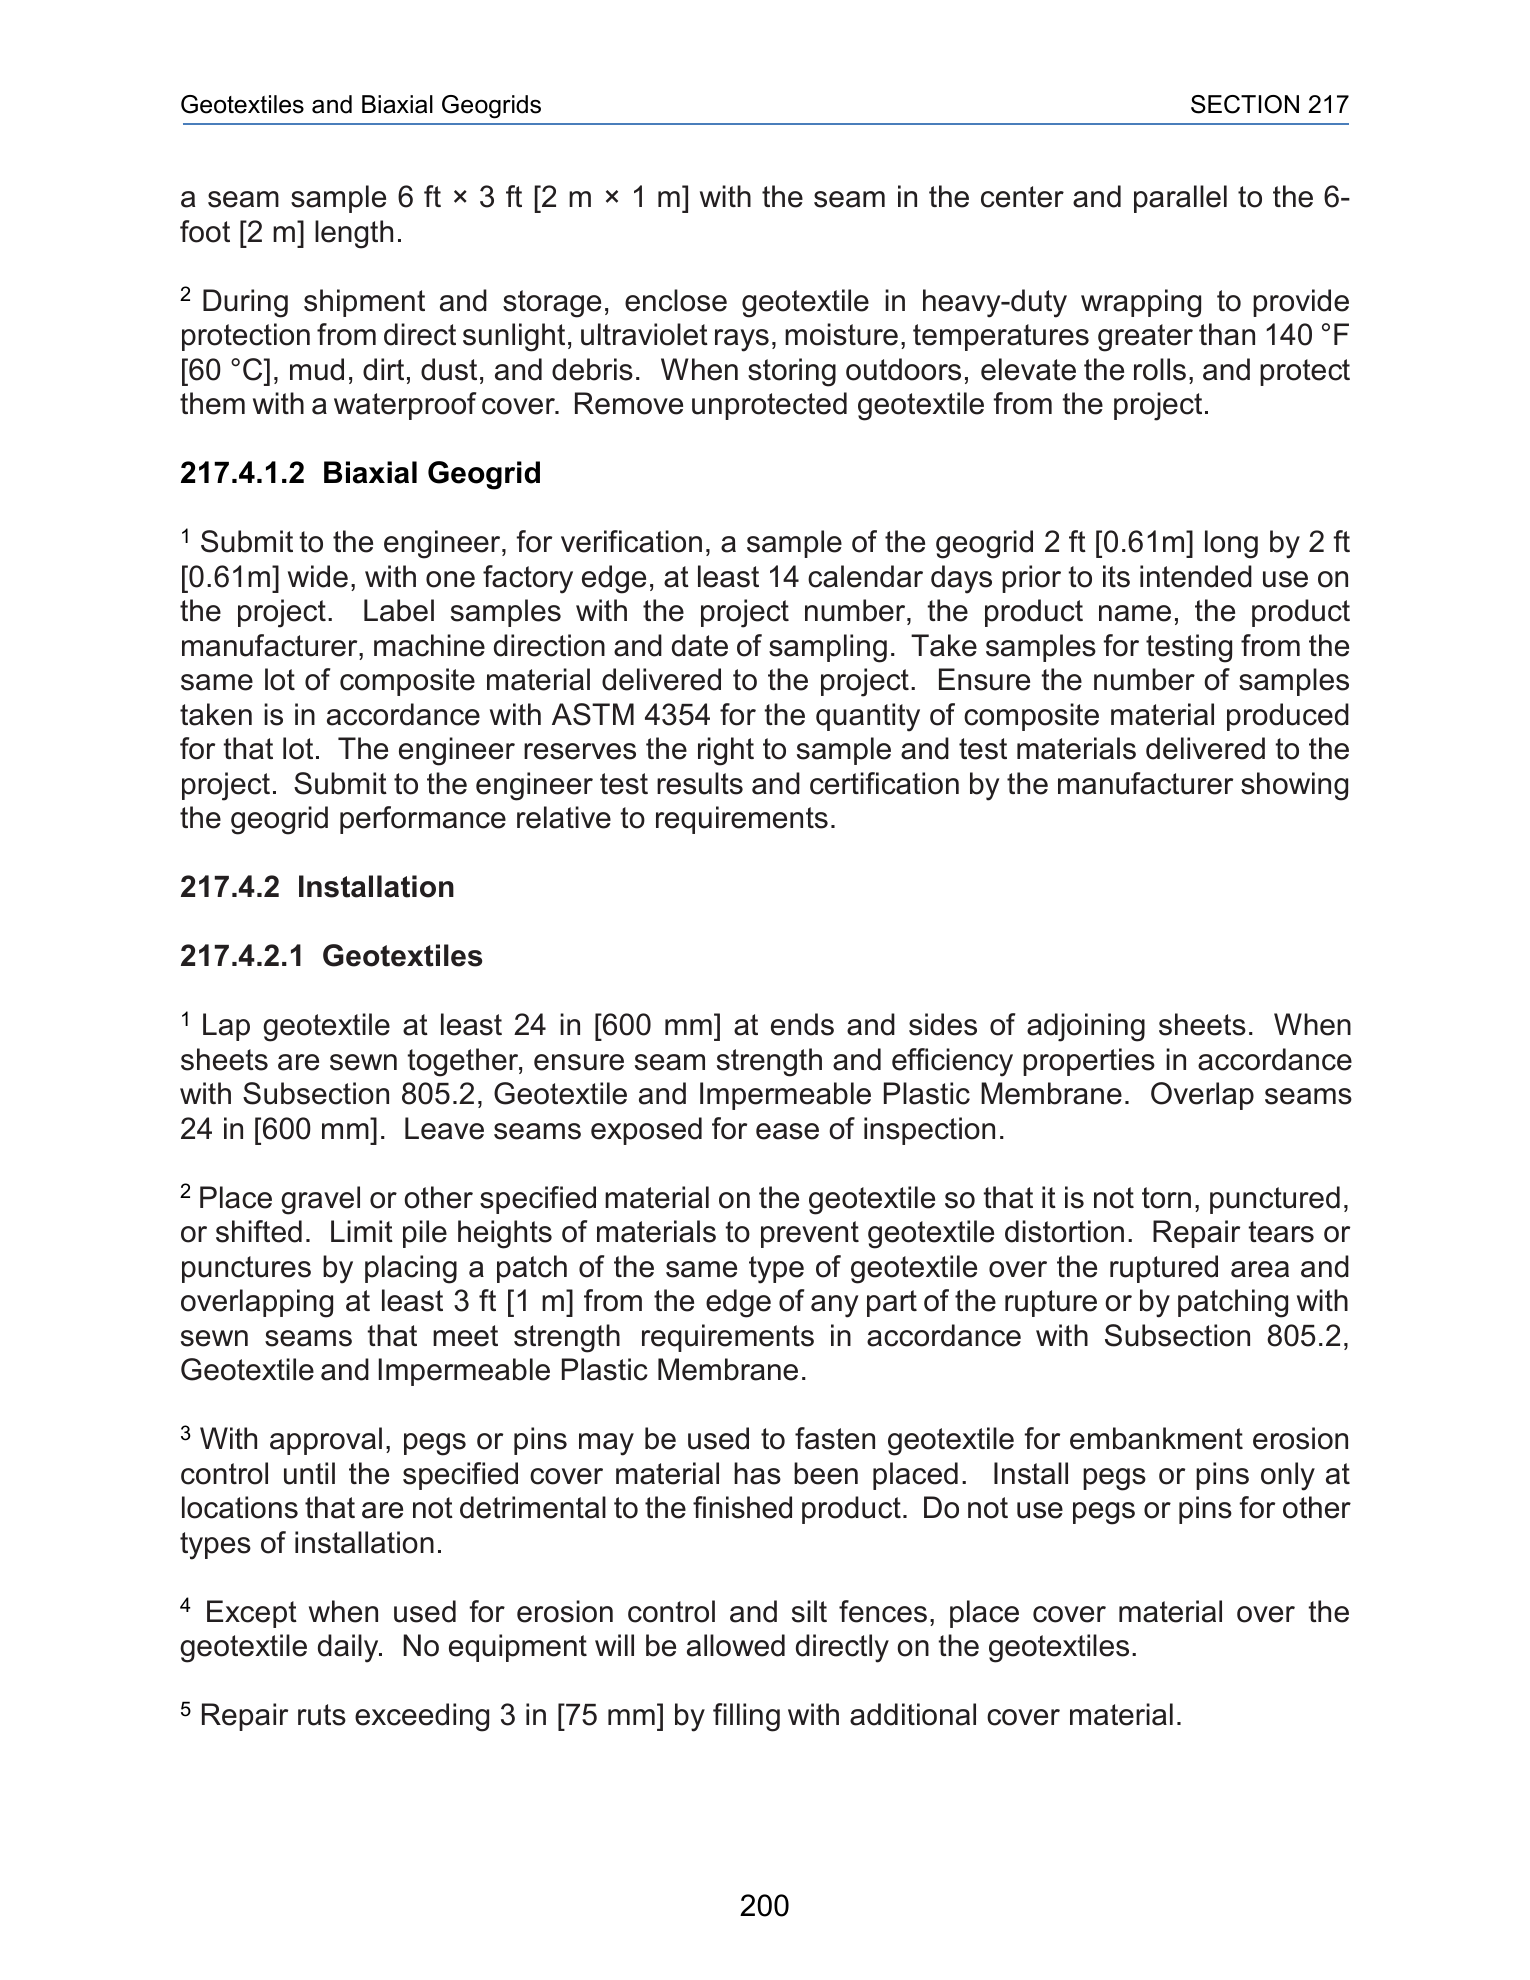 Geotextiles and Biaxial Geogrids SECTION 217
a seam sample 6 ft × 3 ft [2 m × 1 m] with the seam in the center and parallel to the 6-
foot [2 m] length.
2 During shipment and storage, enclose geotextile in heavy-duty wrapping to provide
protection from direct sunlight, ultraviolet rays, moisture, temperatures greater than 140 °F
[60 °C], mud, dirt, dust, and debris. When storing outdoors, elevate the rolls, and protect
them with a waterproof cover. Remove unprotected geotextile from the project.
217.4.1.2 Biaxial Geogrid
1 Submit to the engineer, for verification, a sample of the geogrid 2 ft [0.61m] long by 2 ft
[0.61m] wide, with one factory edge, at least 14 calendar days prior to its intended use on
the project. Label samples with the project number, the product name, the product
manufacturer, machine direction and date of sampling. Take samples for testing from the
same lot of composite material delivered to the project. Ensure the number of samples
taken is in accordance with ASTM 4354 for the quantity of composite material produced
for that lot. The engineer reserves the right to sample and test materials delivered to the
project. Submit to the engineer test results and certification by the manufacturer showing
the geogrid performance relative to requirements.
217.4.2 Installation
217.4.2.1 Geotextiles
1 Lap geotextile at least 24 in [600 mm] at ends and sides of adjoining sheets. When
sheets are sewn together, ensure seam strength and efficiency properties in accordance
with Subsection 805.2, Geotextile and Impermeable Plastic Membrane. Overlap seams
24 in [600 mm]. Leave seams exposed for ease of inspection.
2 Place gravel or other specified material on the geotextile so that it is not torn, punctured,
or shifted. Limit pile heights of materials to prevent geotextile distortion. Repair tears or
punctures by placing a patch of the same type of geotextile over the ruptured area and
overlapping at least 3 ft [1 m] from the edge of any part of the rupture or by patching with
sewn seams that meet strength requirements in accordance with Subsection 805.2,
Geotextile and Impermeable Plastic Membrane.
3 With approval, pegs or pins may be used to fasten geotextile for embankment erosion
control until the specified cover material has been placed. Install pegs or pins only at
locations that are not detrimental to the finished product. Do not use pegs or pins for other
types of installation.
4 Except when used for erosion control and silt fences, place cover material over the
geotextile daily. No equipment will be allowed directly on the geotextiles.
5 Repair ruts exceeding 3 in [75 mm] by filling with additional cover material.
200